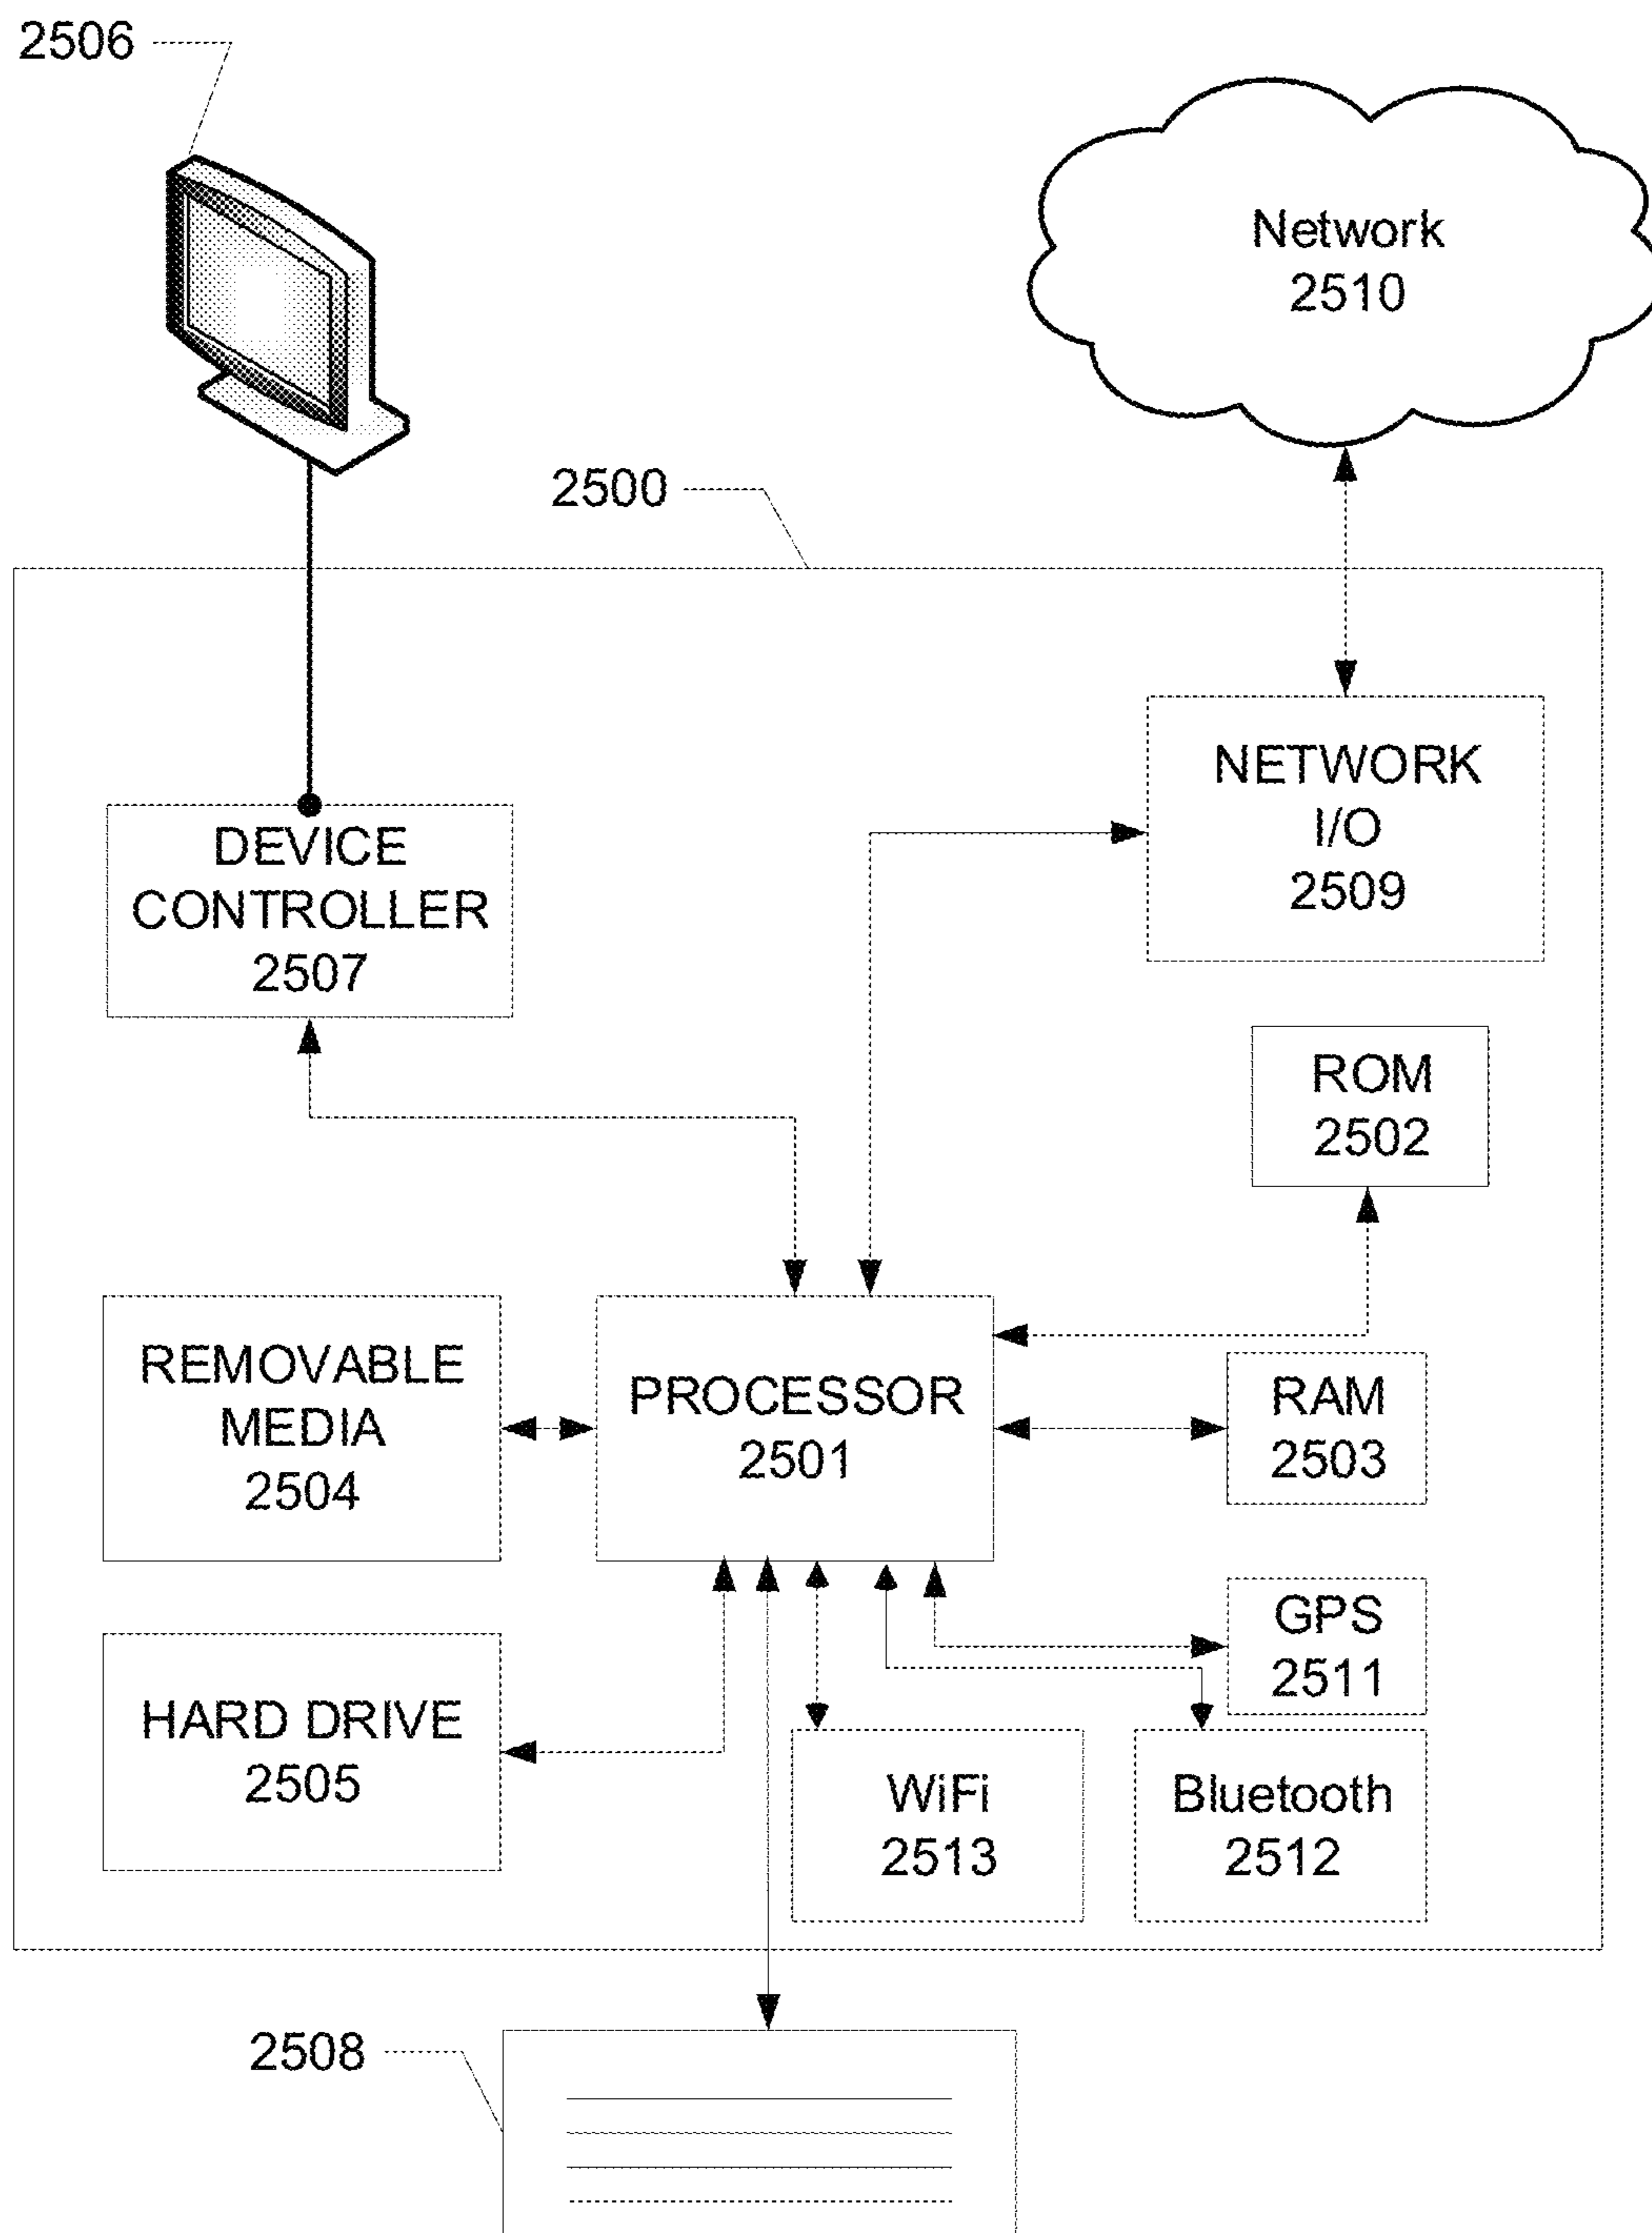 2506
Network
2510
2500
NETWORK
I/O
2509
DEVICE
CONTROLLER
2507
ROM
2502
REMOVABLE
MEDIA
2504
PROCESSOR
2501
RAM
2503
GPS
2511
HARD DRIVE
2505
WiFi
2513
Bluetooth
2512
2508